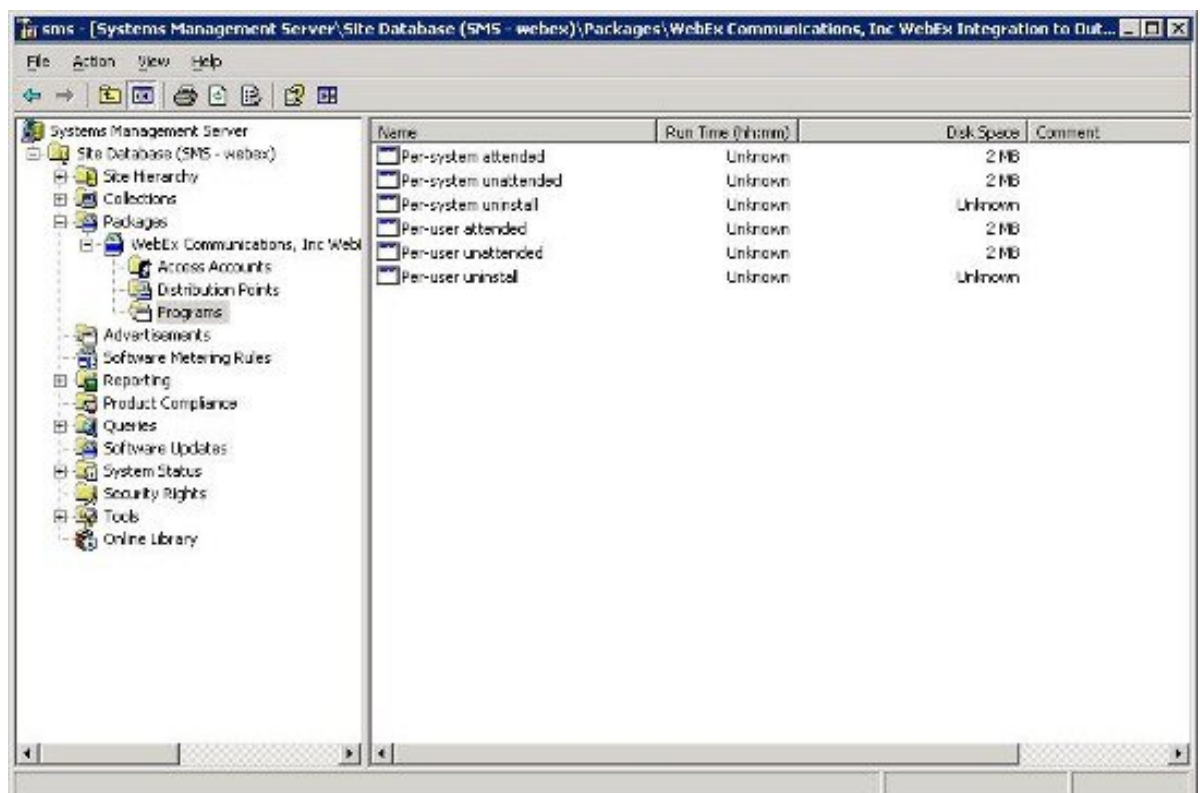 sms - [Systems Management Server\Site Database (SMS - webex)\Packages\WebEx Communications, Inc WebEx Integration to Out...
File Action View Help
Systems Management Server
Site Database (SMS - webex)
Site Hierarchy
Collections
Packages
WebEx Communications, Inc Web
Access Accounts
Distribution Points
Programs
Advertisements
Software Metering Rules
Reporting
Product Compliance
Queries
Software Updates
System Status
Security Rights
Tools
Online Library
Name Run Time (hh:mm) Disk Space Comment
Per-system attended Unknown 2 MB
Per-system unattended Unknown 2 MB
Per-system uninstall Unknown Unknown
Per-user attended Unknown 2 MB
Per-user unattended Unknown 2 MB
Per-user uninstall Unknown Unknown